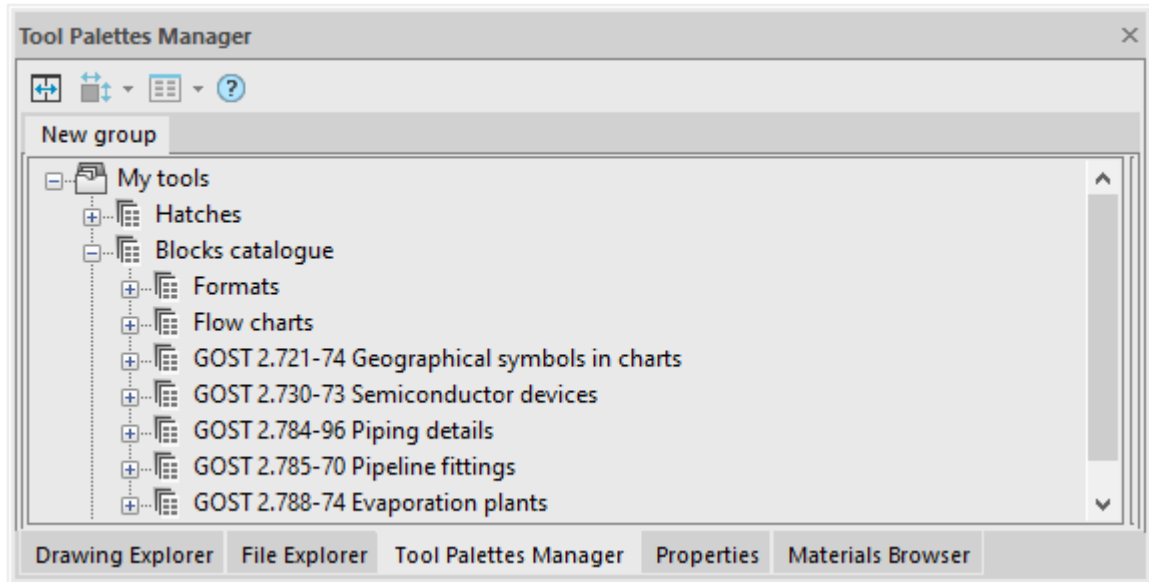 Tool Palettes Manager
New group
My tools
Hatches
Blocks catalogue
Formats
Flow charts
GOST 2.721-74 Geographical symbols in charts
GOST 2.730-73 Semiconductor devices
GOST 2.784-96 Piping details
GOST 2.785-70 Pipeline fittings
GOST 2.788-74 Evaporation plants
Drawing Explorer File Explorer Tool Palettes Manager Properties Materials Browser